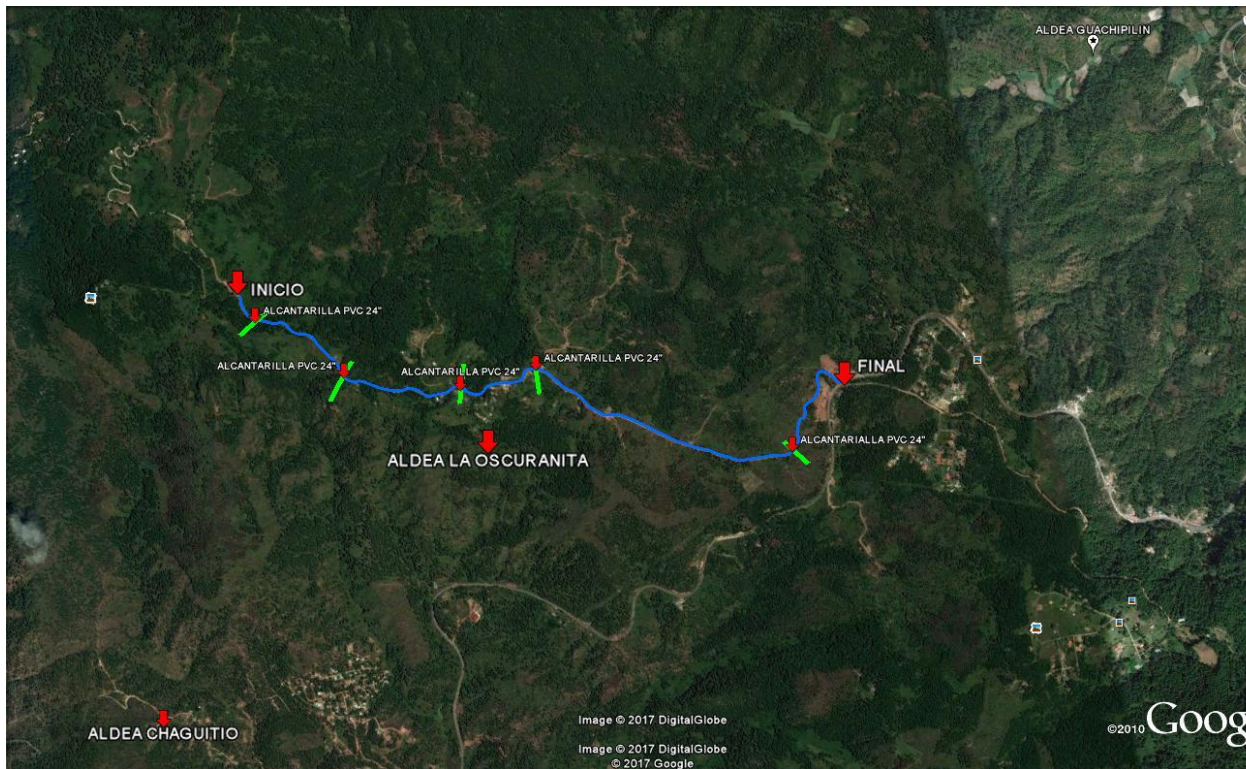 ALDEA GUACHIPILIN
INICIO
ALCANTARILLA PVC 24"
ALCANTARILLA PVC 24"
ALCANTARILLA PVC 24"
ALCANTARILLA PVC 24"
FINAL
ALCANTARIALLA PVC 24"
ALDEA LA OSCURANITA
ALDEA CHAGUITIO
Image © 2017 DigitalGlobe
Image © 2017 DigitalGlobe
© 2017 Google
©2010 Goog